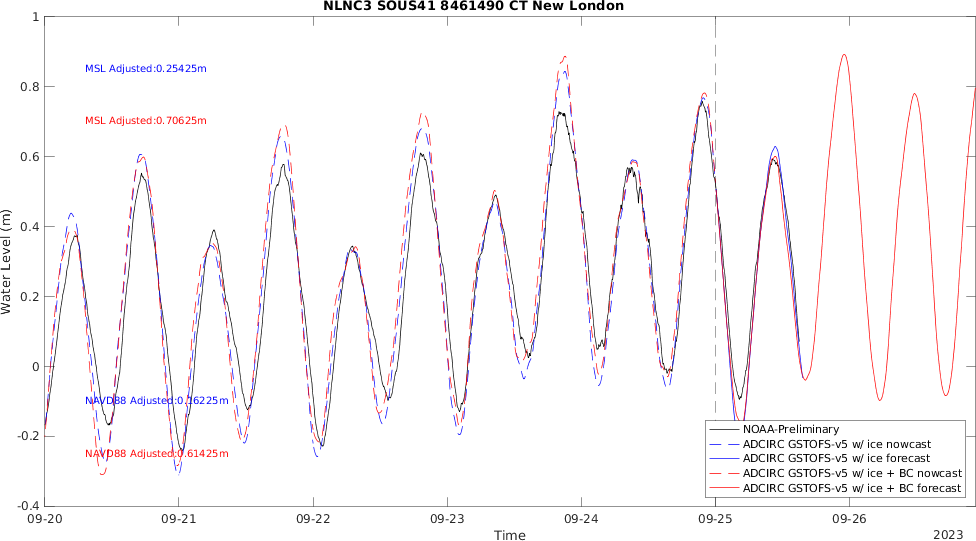 NLNC3 SOUS41 8461490 CT New London
1
0.8
0.6
0.4
0.2
0
-0.2
-0.4
Water Level (m)
MSL Adjusted:0.25425m
MSL Adjusted:0.70625m
NAVD88 Adjusted:0.16225m
NAVD88 Adjusted:0.61425m
NOAA-Preliminary
ADCIRC GSTOFS-v5 w/ ice nowcast
ADCIRC GSTOFS-v5 w/ ice forecast
ADCIRC GSTOFS-v5 w/ ice + BC nowcast
ADCIRC GSTOFS-v5 w/ ice + BC forecast
09-20 09-21 09-22 09-23 09-24 09-25 09-26
Time
2023